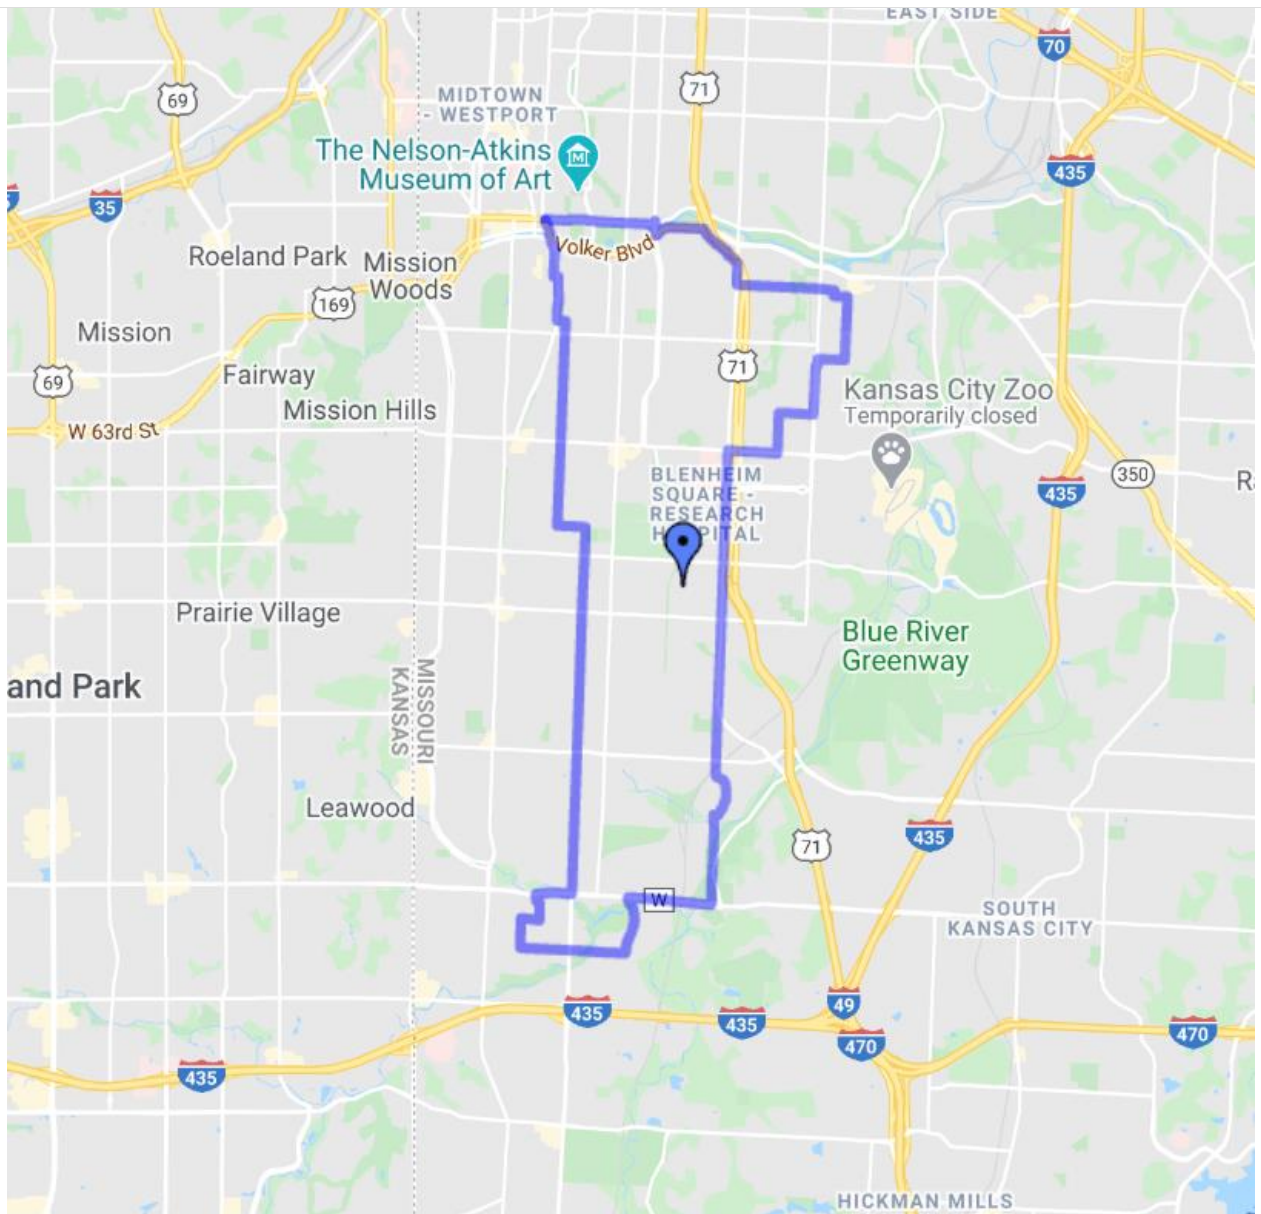 EAST SIDE
70
69
71
MIDTOWN
- WESTPORT
The Nelson-Atkins
Museum of Art
M
435
35
Volker Blvd
Roeland Park
Mission
Woods
169
Mission
71
69
Fairway
Kansas City Zoo
Temporarily closed
Mission Hills
W 63rd St
BLENHEIM
SQUARE -
RESEARCH
PITAL
350
435
Prairie Village
Blue River
Greenway
and Park
MISSOURI
KANSAS
Leawood
435
71
W
SOUTH
KANSAS CITY
49
435
435
470
470
435
HICKMAN MILLS